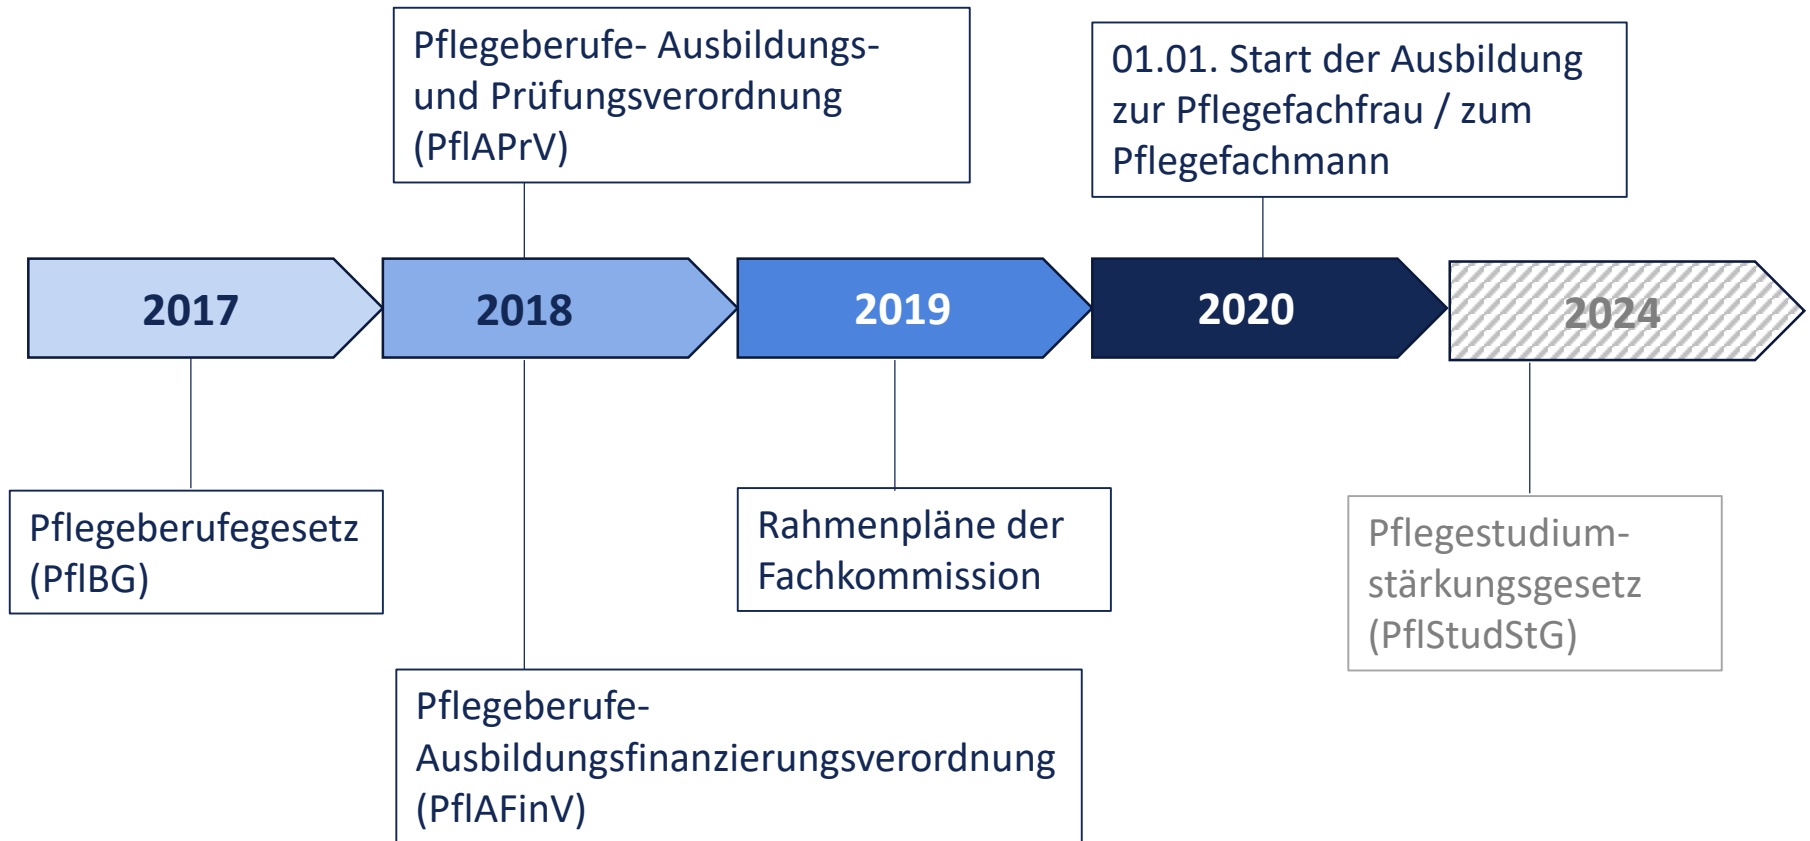 Pflegeberufe- Ausbildungs-
und Prüfungsverordnung
(PflAPrV)
01.01. Start der Ausbildung
zur Pflegefachfrau / zum
Pflegefachmann
2017
2018
2019
2020
2024
Pflegeberufegesetz
(PflBG)
Rahmenpläne der
Fachkommission
Pflegestudium-
stärkungsgesetz
(PflStudStG)
Pflegeberufe-
Ausbildungsfinanzierungsverordnung
(PflAFinV)